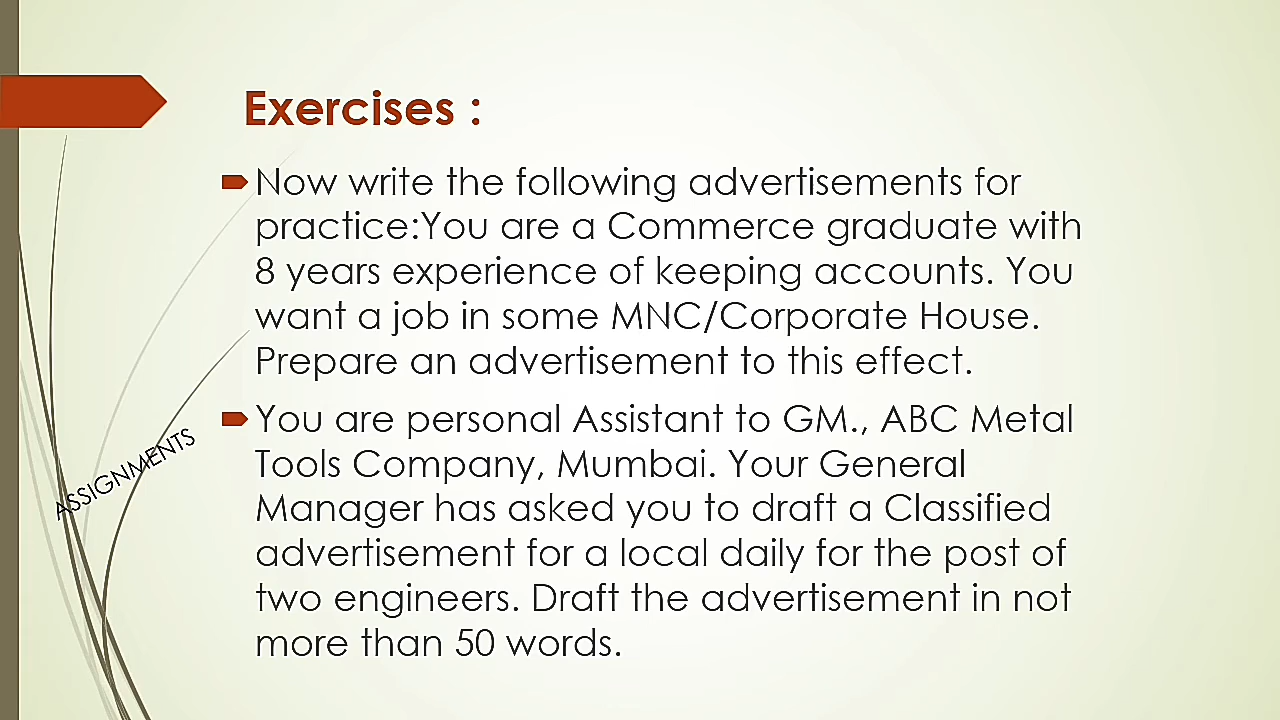 Exercises :
Now write the following advertisements for
practice:You are a Commerce graduate with
8 years experience of keeping accounts. You
want a job in some MNC/Corporate House.
Prepare an advertisement to this effect.
You are personal Assistant to GM., ABC Metal
Tools Company, Mumbai. Your General
Manager has asked you to draft a Classified
advertisement for a local daily for the post of
two engineers. Draft the advertisement in not
more than 50 words.
ASSIGNMENTS